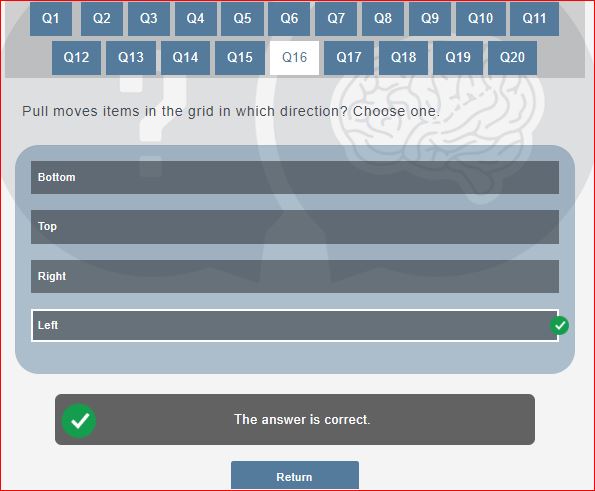 Q1 Q2 Q3 Q4 Q5 Q6 Q7 Q8 Q9 Q10 Q11
Q12 Q13 Q14 Q15 Q16 Q17 Q18 Q19 Q20
Pull moves items in the grid in which direction? Choose one.
Bottom
Top
Right
Left
The answer is correct.
Return